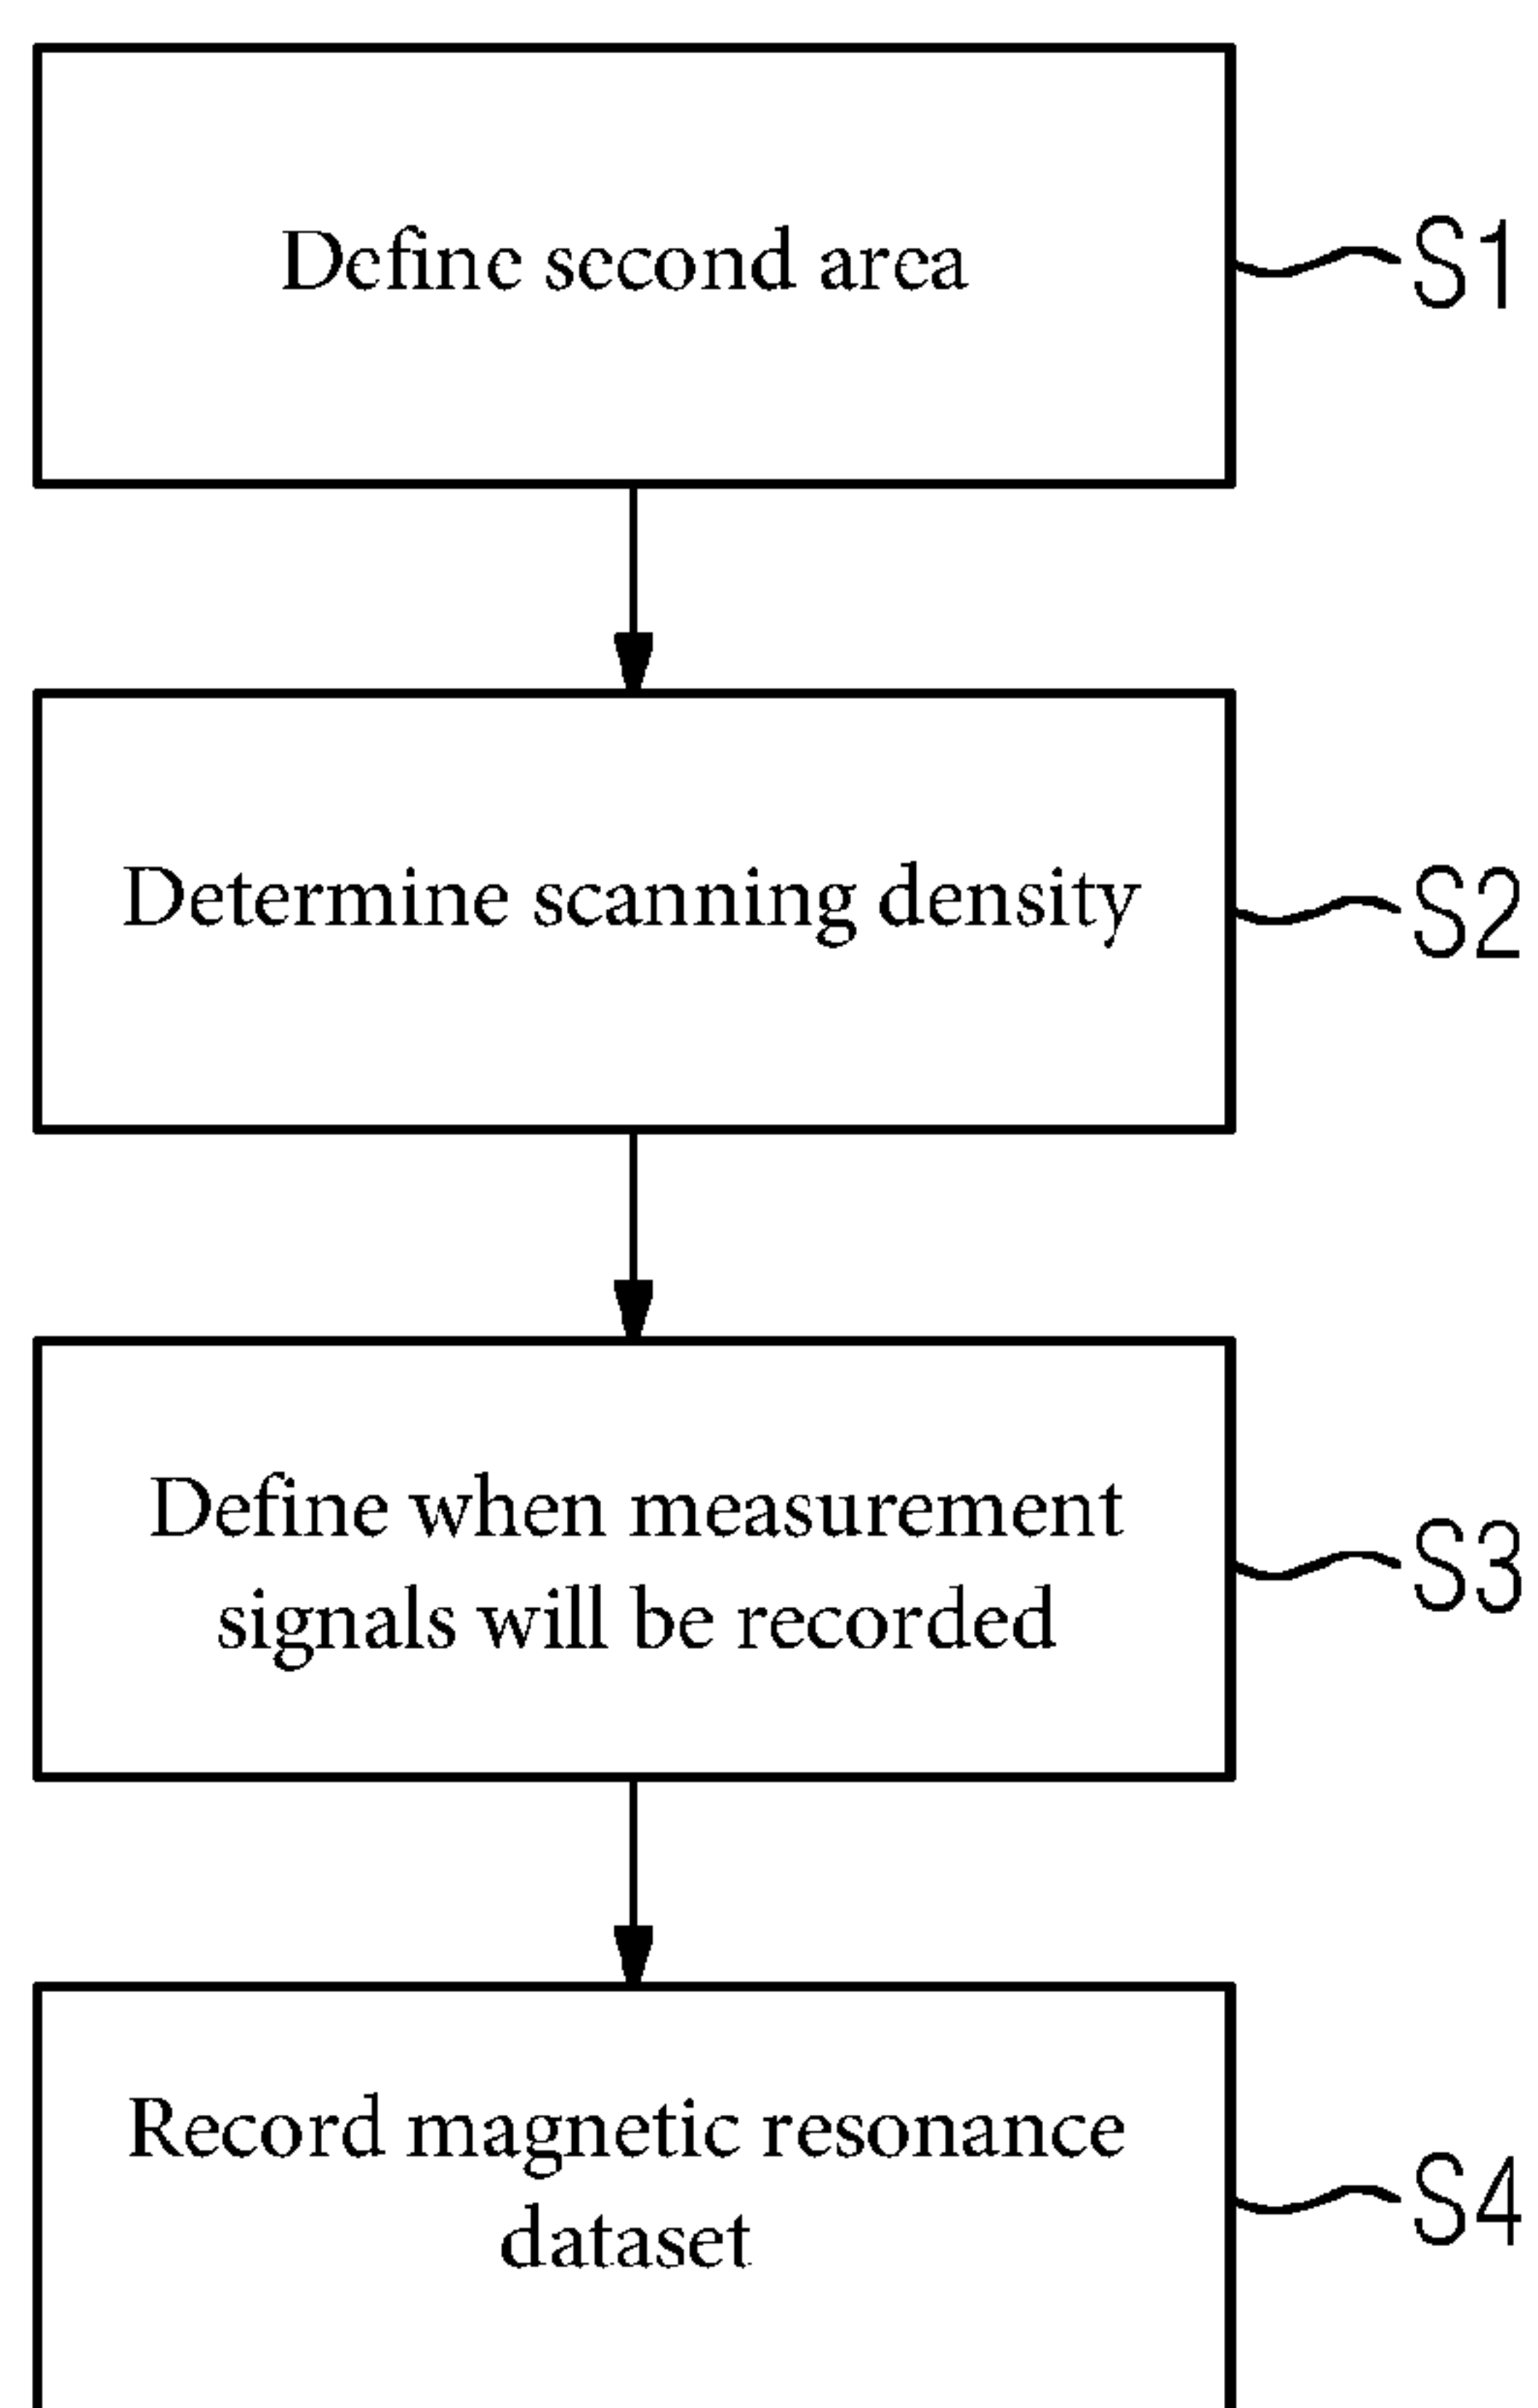 Define second area
S1
Determine scanning density
S2
Define when measurement
signals will be recorded
S3
Record magnetic resonance
dataset
S4